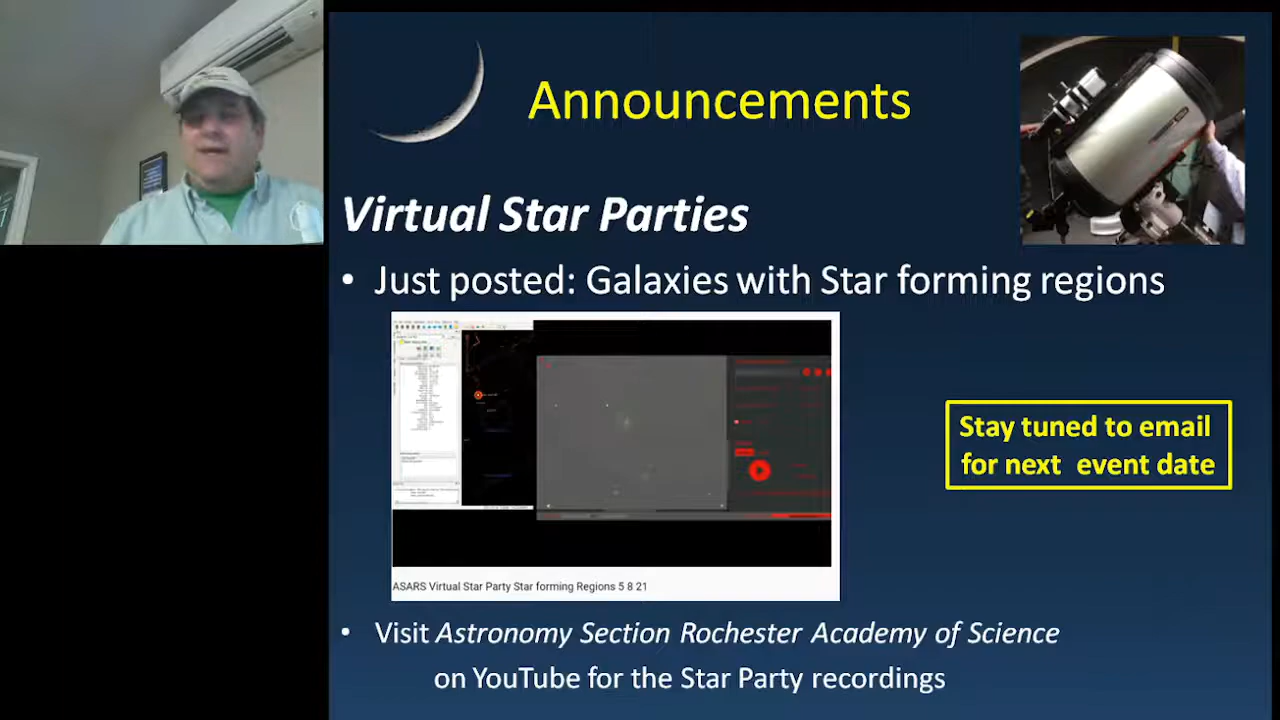 Announcements
Virtual Star Parties
• Just posted: Galaxies with Star forming regions
Stay tuned to email
for next event date
ASARS Virtual Star Party Star forming Regions 5 8 21
• Visit Astronomy Section Rochester Academy of Science
on YouTube for the Star Party recordings